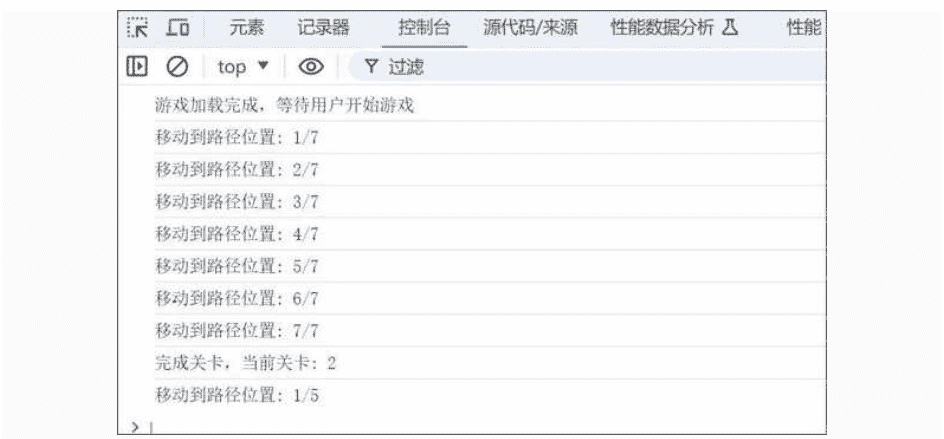 元素 记录器 控制台 源代码/来源 性能数据分析 性能
top 过滤
游戏加载完成，等待用户开始游戏
移动到路径位置: 1/7
移动到路径位置: 2/7
移动到路径位置: 3/7
移动到路径位置: 4/7
移动到路径位置: 5/7
移动到路径位置: 6/7
移动到路径位置: 7/7
完成关卡，当前关卡: 2
移动到路径位置: 1/5